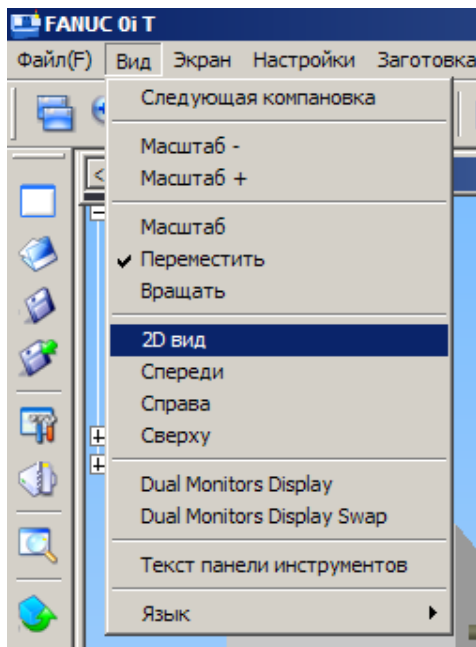 FANUC 0i T
Файл(F) Вид Экран Настройки Заготовка
Следующая компановка
Масштаб -
Масштаб +
Масштаб
Переместить
Вращать
2D вид
Спереди
Справа
Сверху
Dual Monitors Display
Dual Monitors Display Swap
Текст панели инструментов
Язык